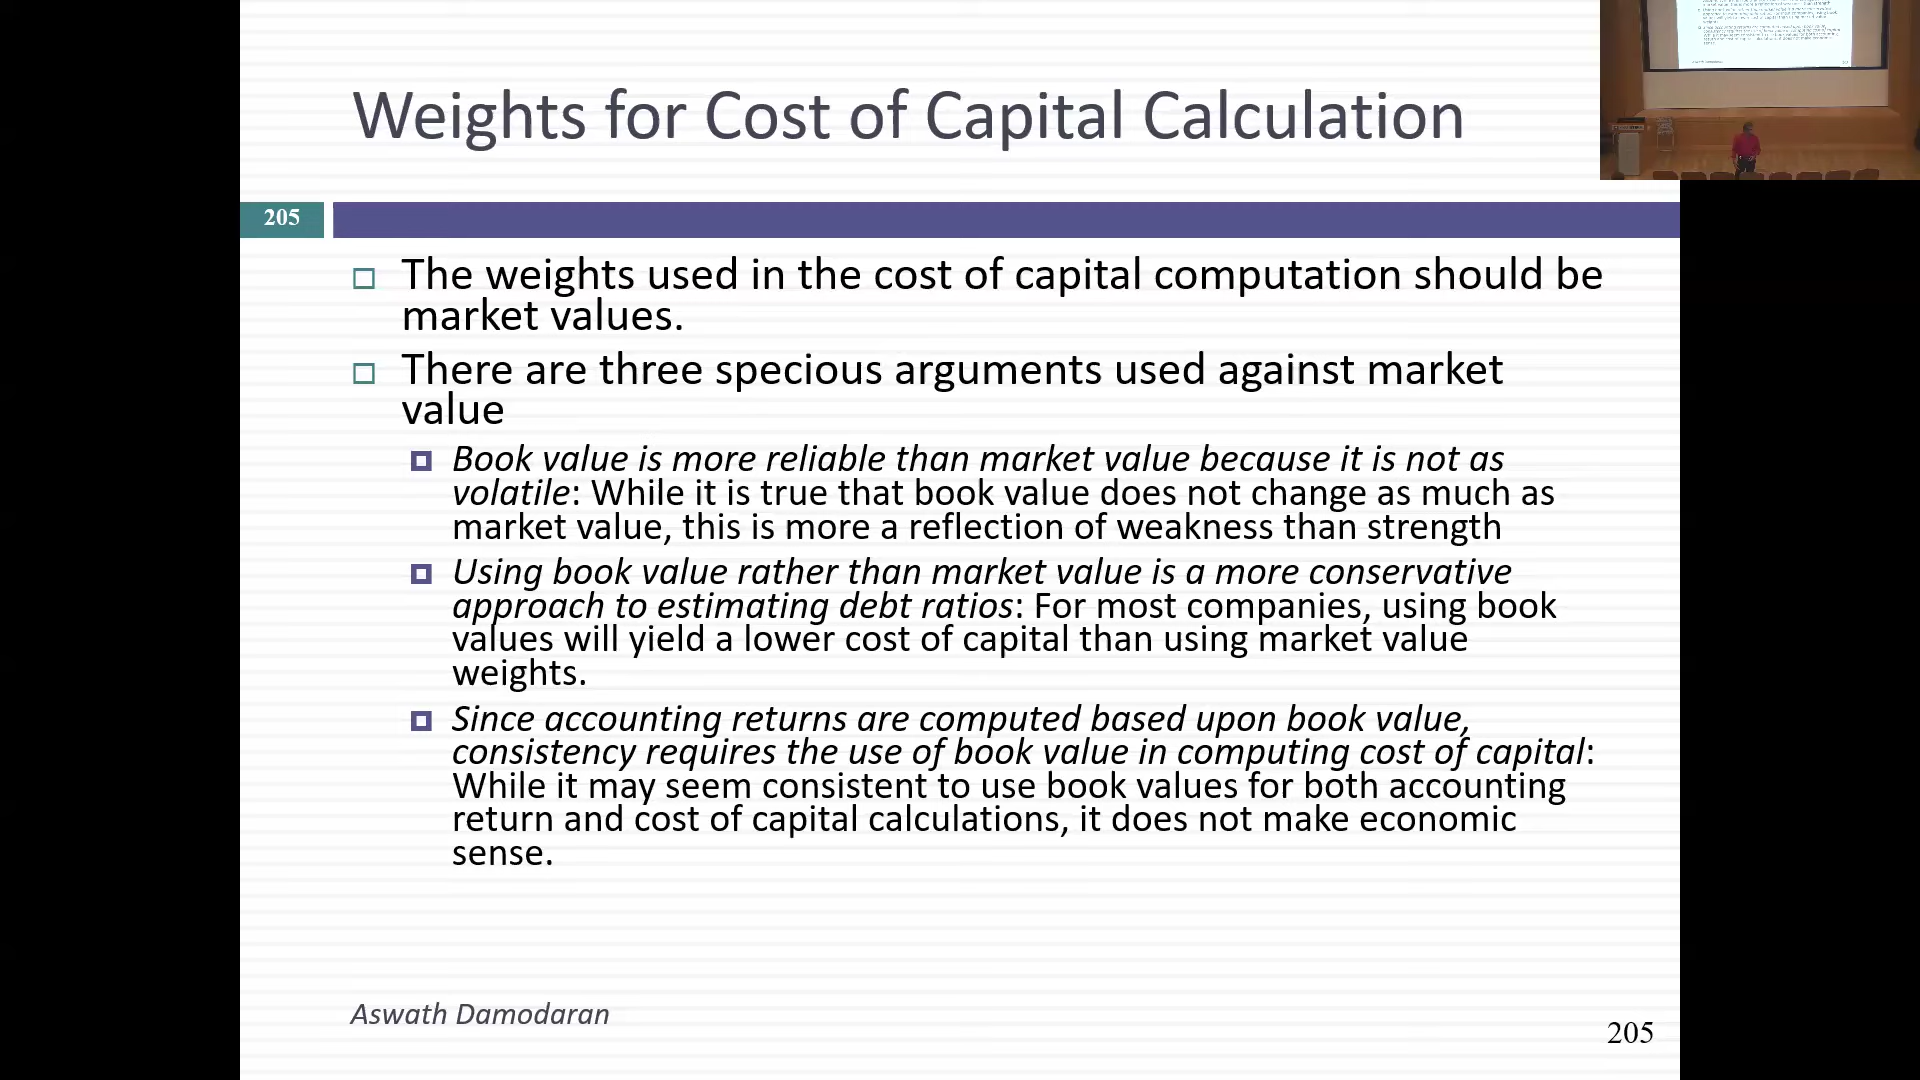 Weights for Cost of Capital Calculation
205
The weights used in the cost of capital computation should be
market values.
There are three specious arguments used against market
value
Book value is more reliable than market value because it is not as
volatile: While it is true that book value does not change as much as
market value, this is more a reflection of weakness than strength
Using book value rather than market value is a more conservative
approach to estimating debt ratios: For most companies, using book
values will yield a lower cost of capital than using market value
weights.
Since accounting returns are computed based upon book value,
consistency requires the use of book value in computing cost of capital:
While it may seem consistent to use book values for both accounting
return and cost of capital calculations, it does not make economic
sense.
Aswath Damodaran
205